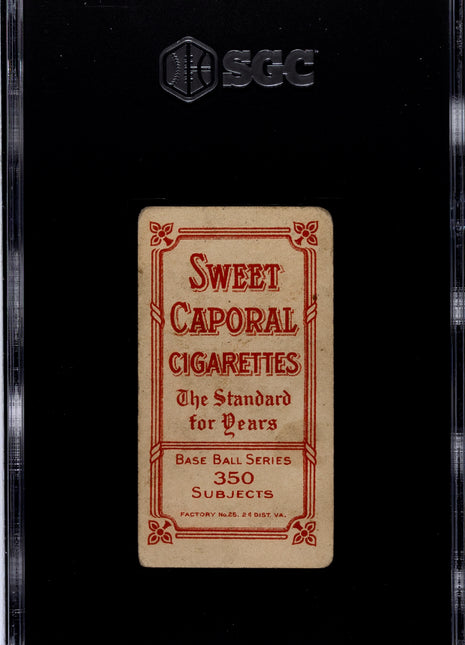 SGC
SWEET
CAPORAL
CIGARETTES
The Standard
for Years
BASE BALL SERIES
350
SUBJECTS
FACTORY No. 25, 2d DIST. VA.